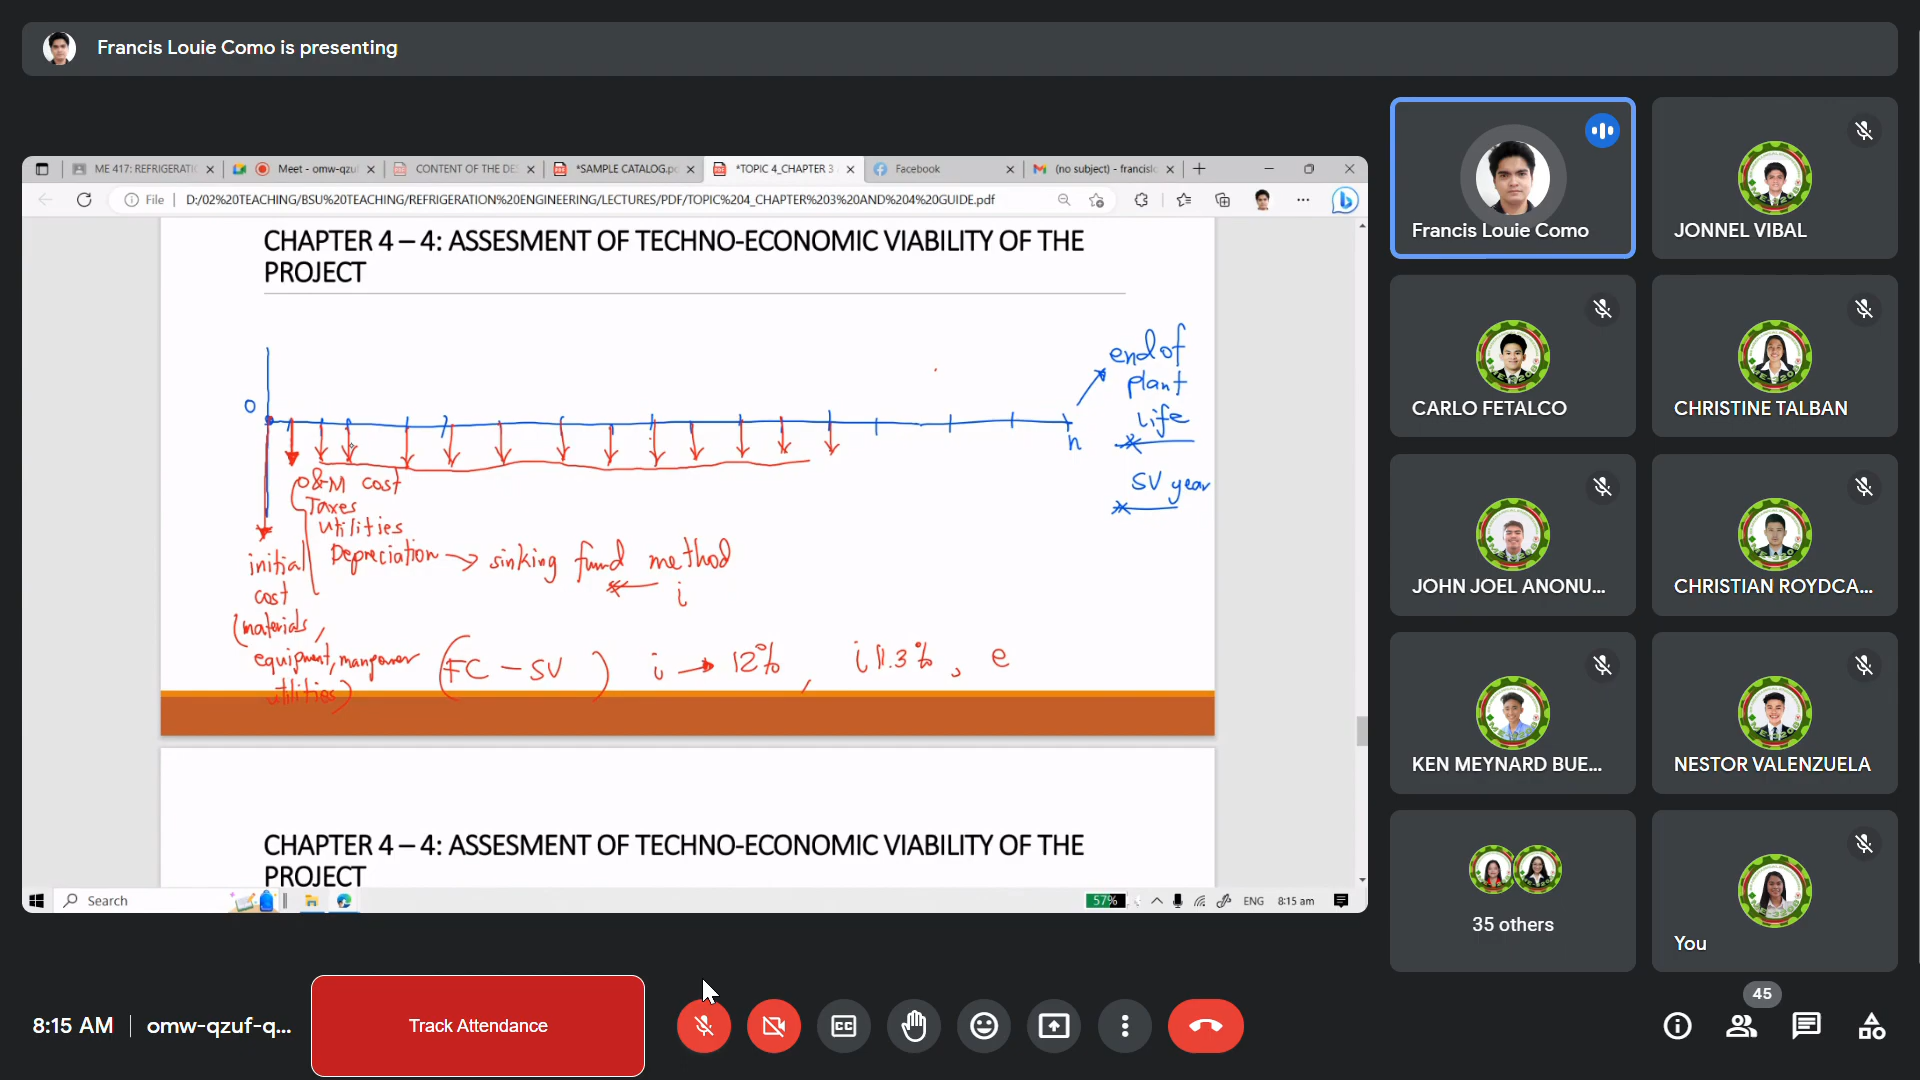 Francis Louie Como is presenting
ME 417: REFRIGERATI
Meet - omw-qzu
CONTENT OF THE DE
*SAMPLE CATALOG.p
*TOPIC 4_CHAPTER 3
Facebook
(no subject) - francislo
File
D:/02%20TEACHING/BSU%20TEACHING/REFRIGERATION%20ENGINEERING/LECTURES/PDF/TOPIC%204_CHAPTER%203%20AND%204%20GUIDE.pdf
CHAPTER 4 – 4: ASSESMENT OF TECHNO-ECONOMIC VIABILITY OF THE
PROJECT
0
end of
plant
life
n
SV year
O&M cost
Taxes
utilities
Depreciation → sinking fund method
i
initial
cost
(materials,
equipment, manpower
utilities)
(FC - SV) i → 12%, i 11.3%, e
CHAPTER 4 – 4: ASSESMENT OF TECHNO-ECONOMIC VIABILITY OF THE
PROJECT
Search
57%
ENG
8:15 am
Francis Louie Como
JONNEL VIBAL
CARLO FETALCO
CHRISTINE TALBAN
JOHN JOEL ANONU...
CHRISTIAN ROYDCA...
KEN MEYNARD BUE...
NESTOR VALENZUELA
35 others
You
8:15 AM
omw-qzuf-q...
Track Attendance
45